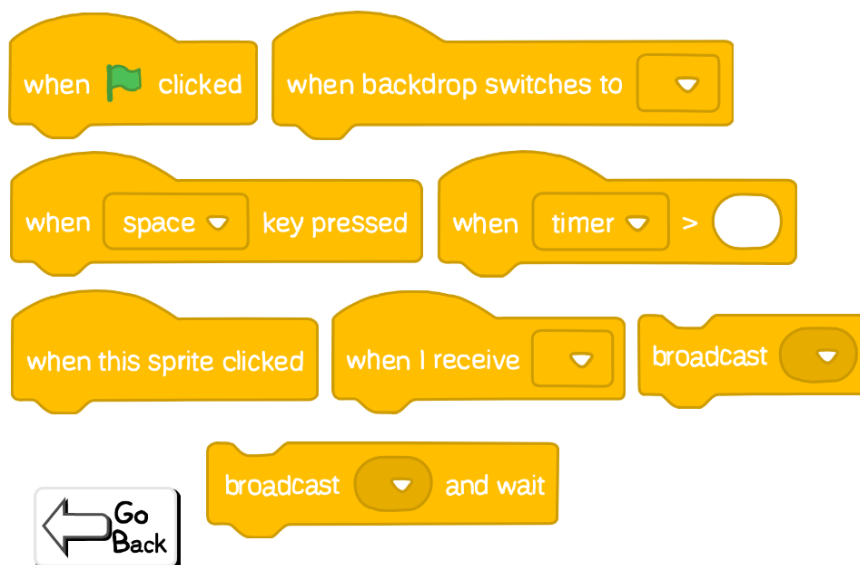 when clicked
when backdrop switches to
when space key pressed
when timer >
when this sprite clicked
when I receive
broadcast
broadcast and wait
Go
Back